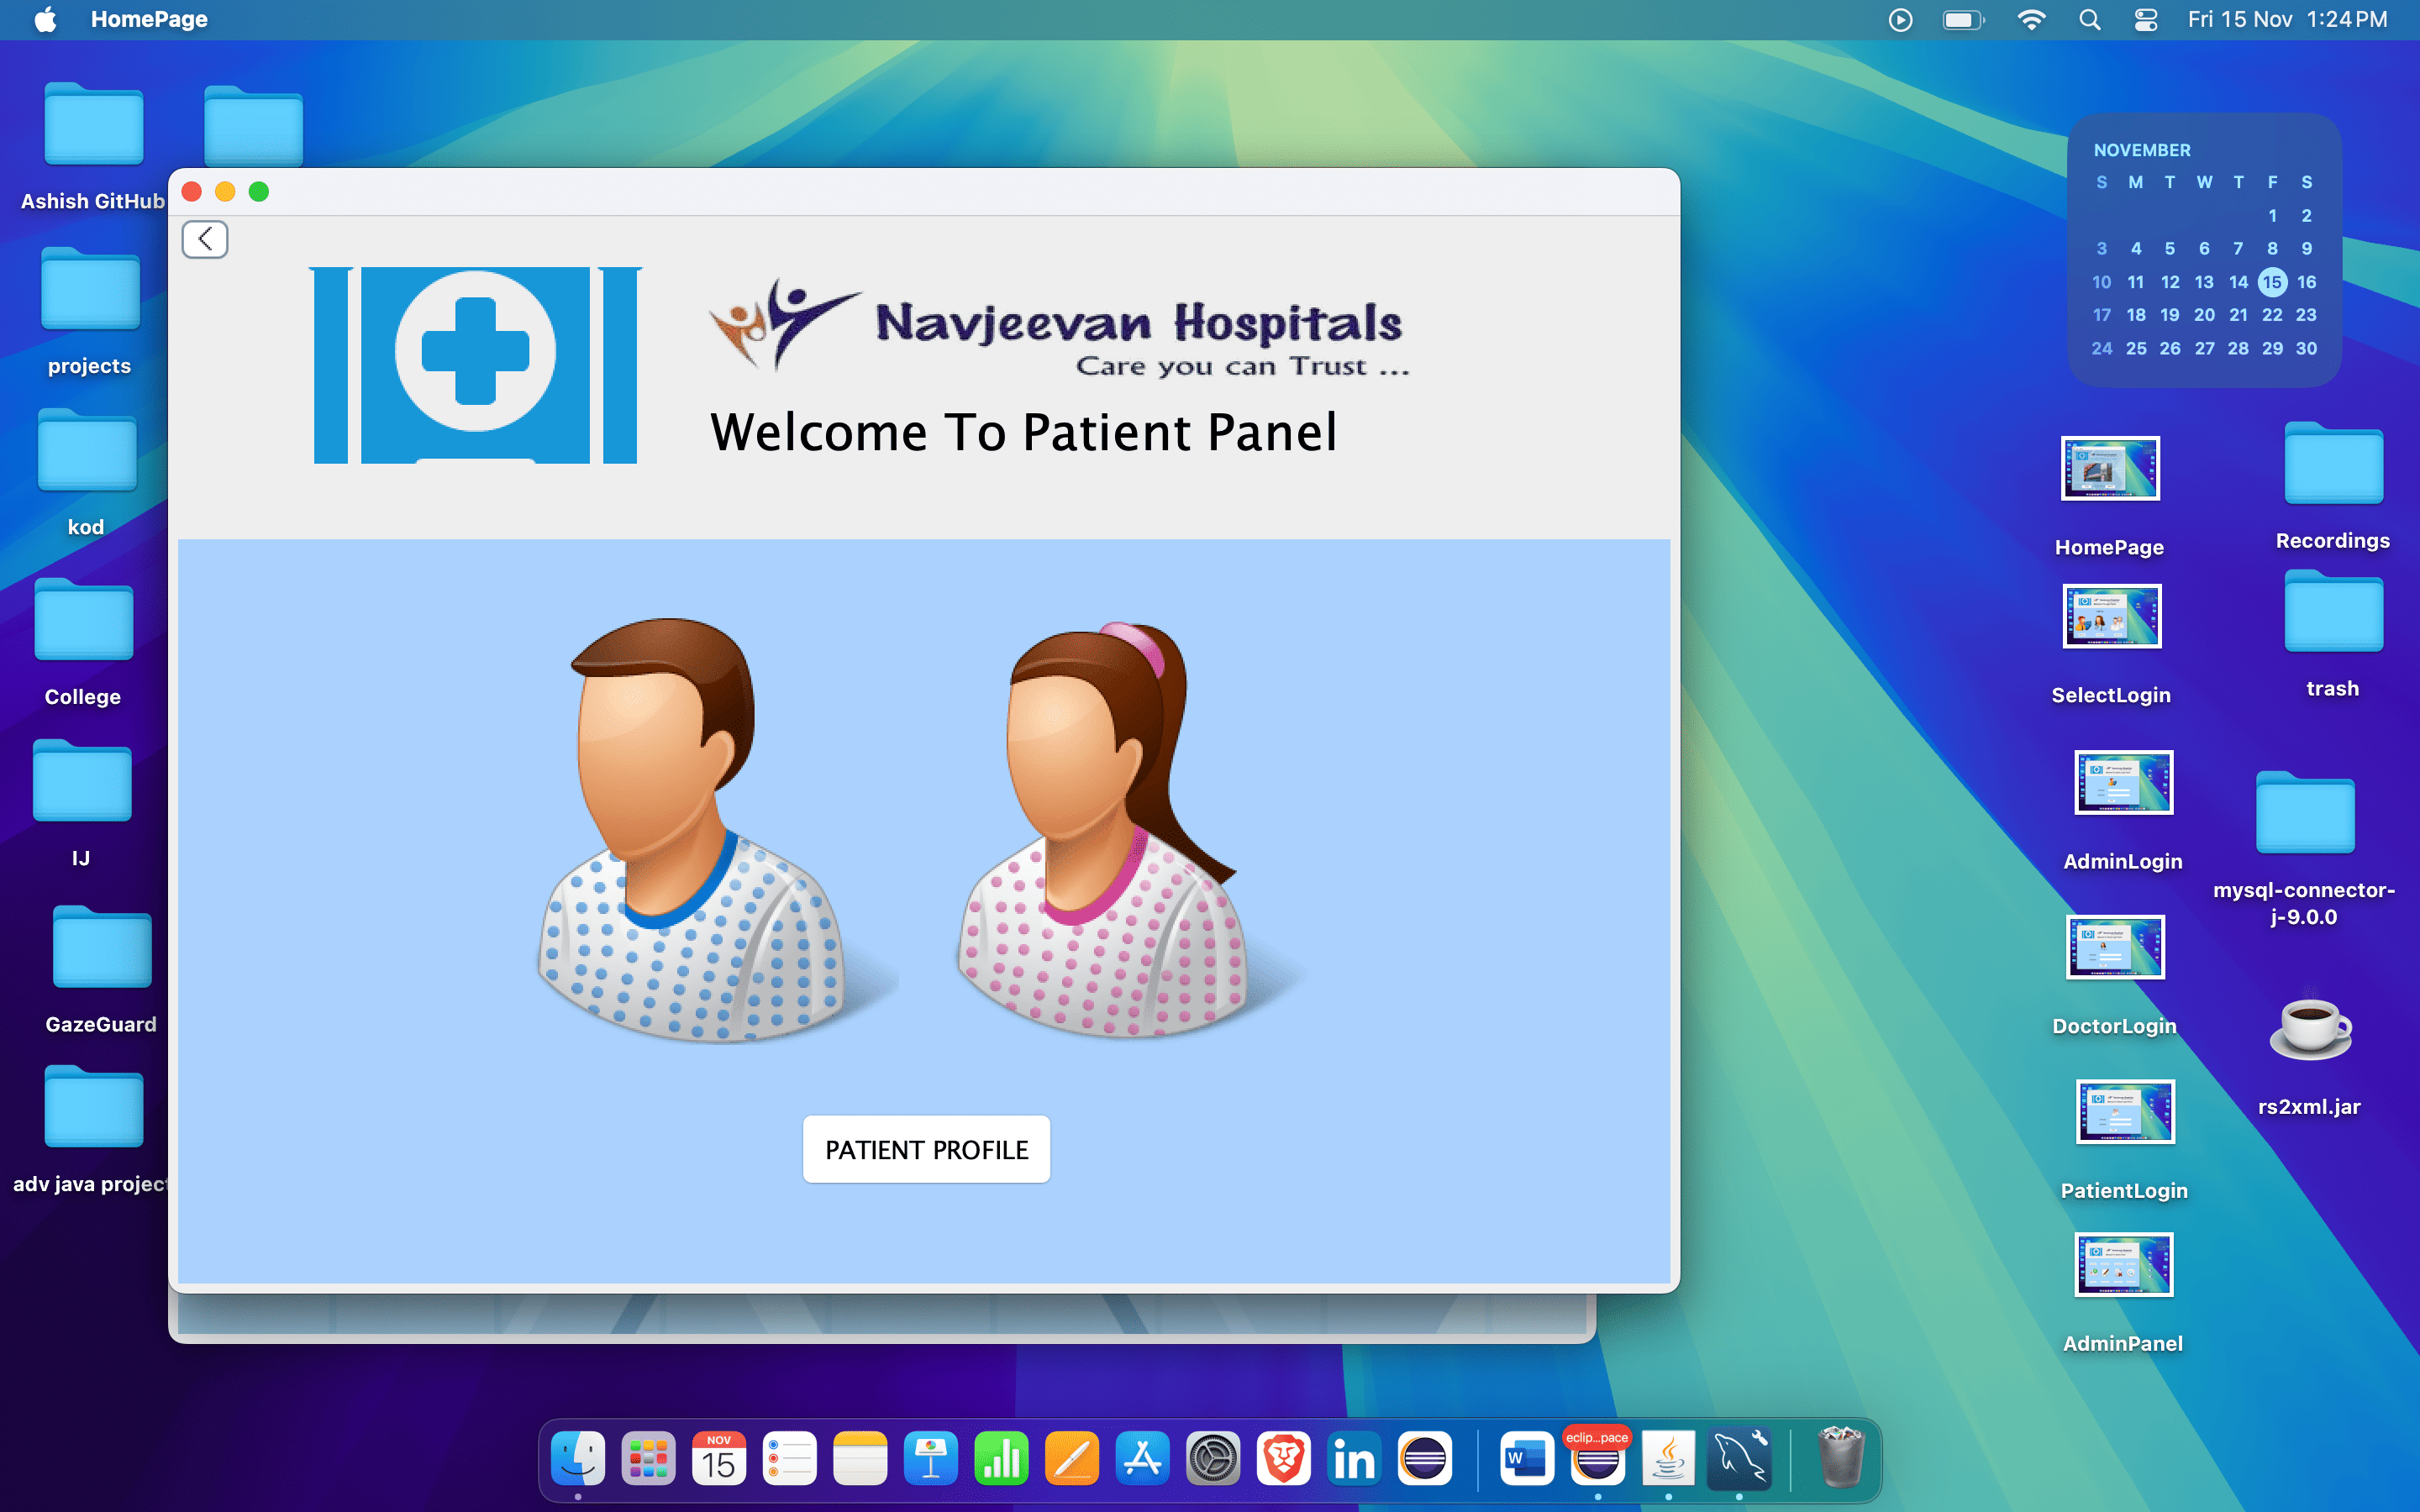 HomePage
Fri 15 Nov 1:24 PM
Ashish GitHub
projects
kod
College
IJ
GazeGuard
adv java project
Navjeevan Hospitals
Care you can Trust ...
Welcome To Patient Panel
PATIENT PROFILE
NOVEMBER
S M T W T F S
1 2
3 4 5 6 7 8 9
10 11 12 13 14 15 16
17 18 19 20 21 22 23
24 25 26 27 28 29 30
HomePage
SelectLogin
AdminLogin
DoctorLogin
PatientLogin
AdminPanel
Recordings
trash
mysql-connector-
j-9.0.0
rs2xml.jar
NOV
15
in
W
eclip...pace